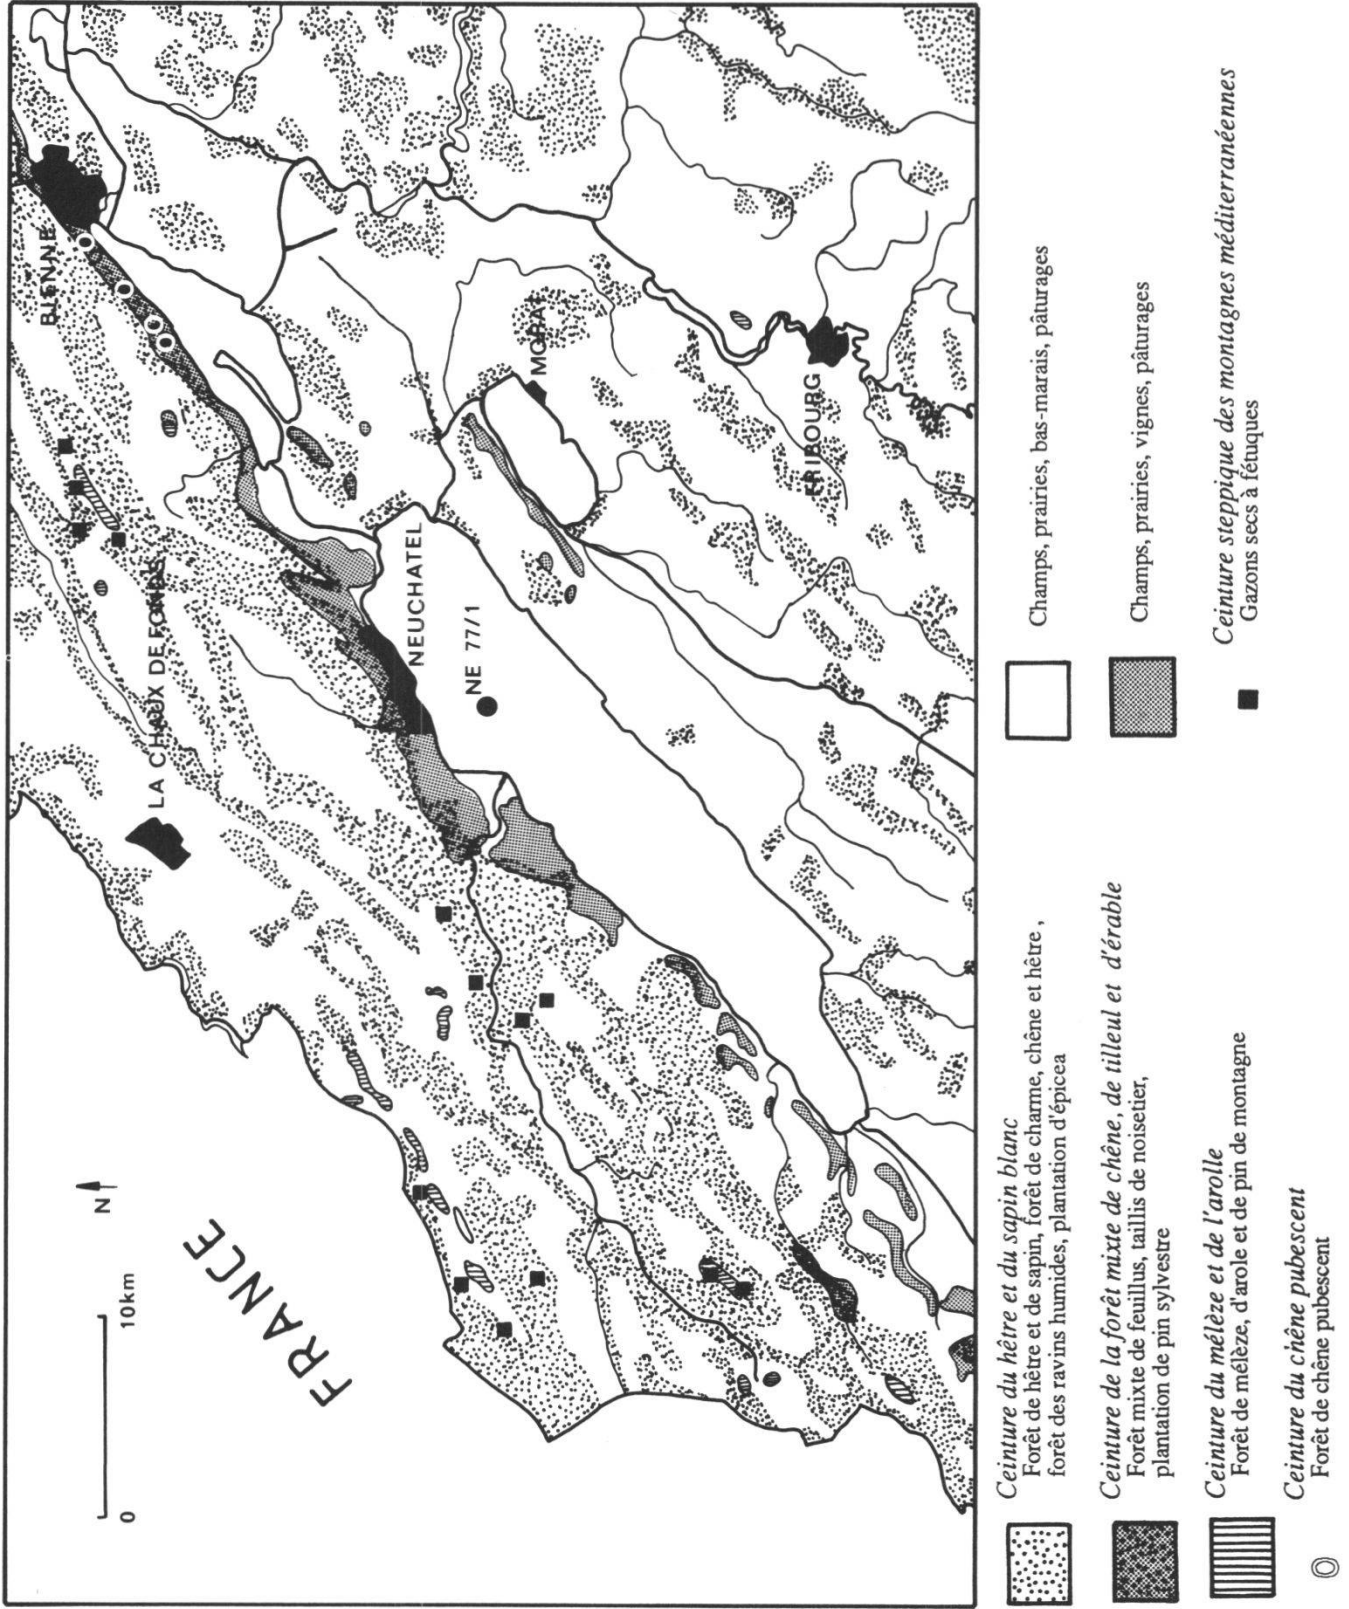 FRANCE
N
0 10km
LA CHAUX DE FONDS
BIENNE
NEUCHATEL
NE 77/1
MORAT
FRIBOURG
Ceinture du hêtre et du sapin blanc
Forêt de hêtre et de sapin, forêt de charme, chêne et hêtre ,
forêt des ravins humides, plantation d'épicea
Ceinture de la forêt mixte de chêne, de tilleul et d'érable
Forêt mixte de feuillus, taillis de noisetier,
plantation de pin sylvestre
Ceinture du mélèze et de l'arolle
Forêt de mélèze, d'arole et de pin de montagne
Ceinture du chêne pubescent
Forêt de chêne pubescent
Champs, prairies, bas-marais, pâturages
Champs, prairies, vignes, pâturages
Ceinture steppique des montagnes méditerranéennes
Gazons secs à fétuques